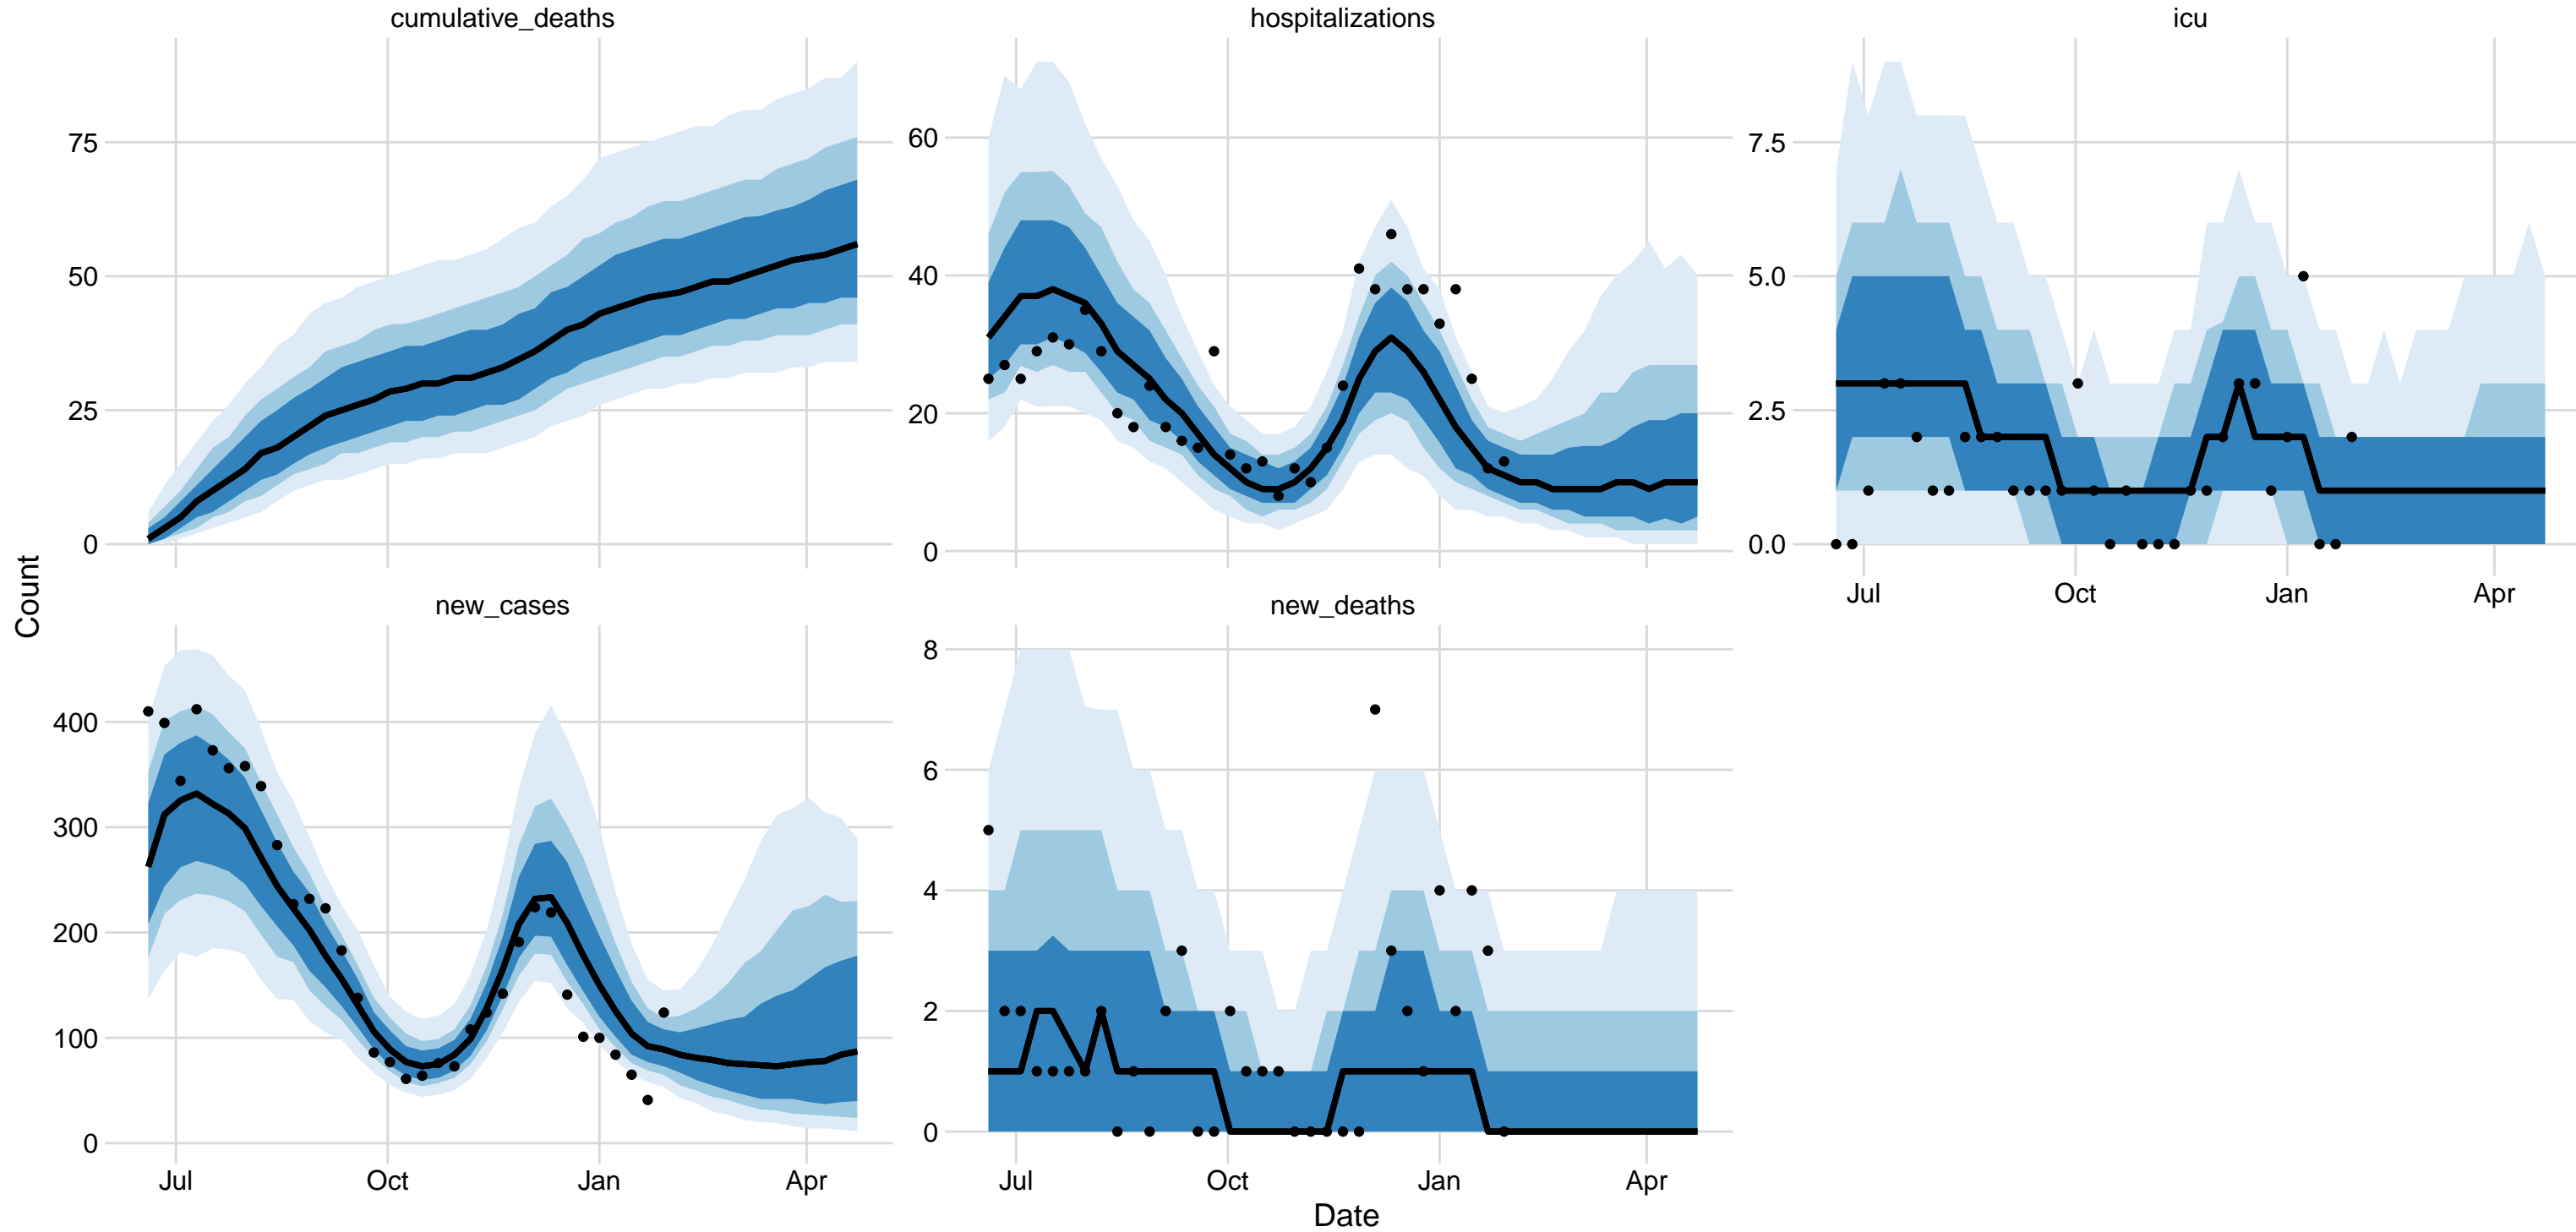 cumulative_deaths
hospitalizations
icu
75
50
25
0
60
40
20
0
7.5
5.0
2.5
0.0
Jul Oct Jan Apr
Count
new_cases
new_deaths
400
300
200
100
0
8
6
4
2
0
Jul Oct Jan Apr
Jul Oct Jan Apr
Date